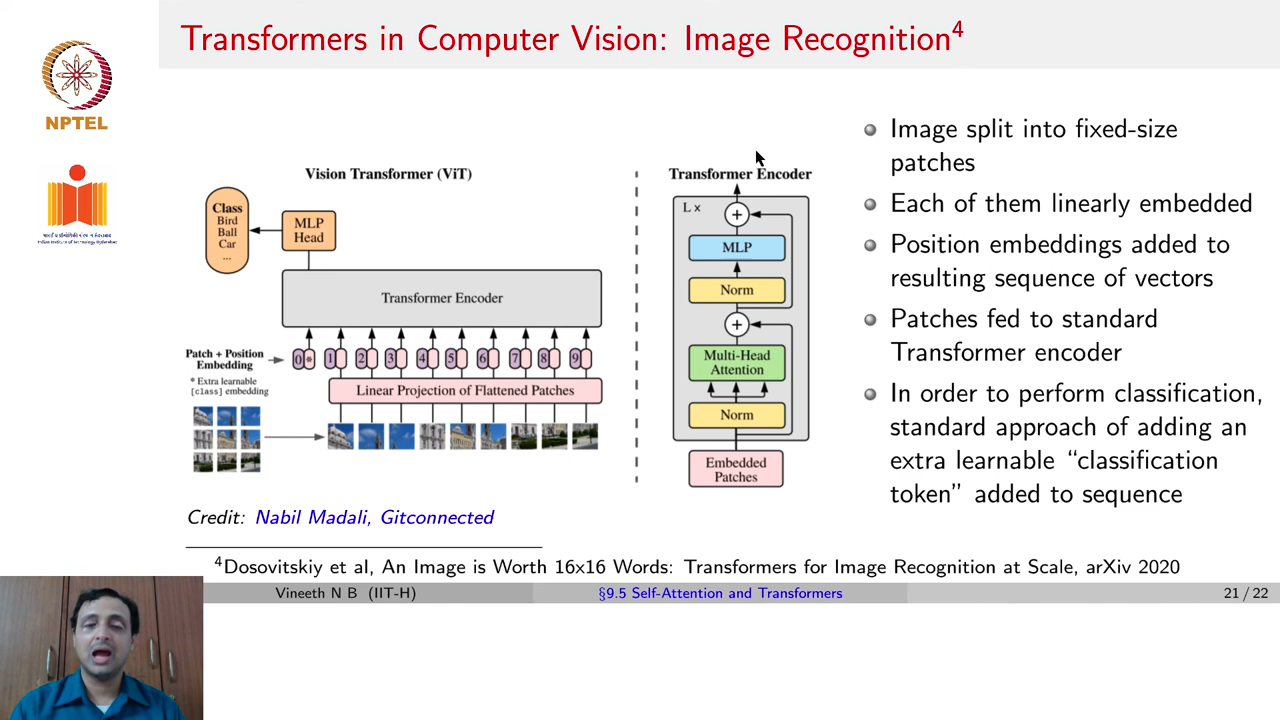 Transformers in Computer Vision: Image Recognition4
NPTEL
Image split into fixed-size
patches
Each of them linearly embedded
Position embeddings added to
resulting sequence of vectors
Patches fed to standard
Transformer encoder
In order to perform classification,
standard approach of adding an
extra learnable “classification
token” added to sequence
Vision Transformer (ViT)
Class
Bird
Ball
Car
...
MLP
Head
Transformer Encoder
Patch + Position
Embedding
* Extra learnable
[class] embedding
0 * 1 2 3 4 5 6 7 8 9
Linear Projection of Flattened Patches
Transformer Encoder
L x
+
MLP
Norm
+
Multi-Head
Attention
Norm
Embedded
Patches
Credit: Nabil Madali, Gitconnected
4Dosovitskiy et al, An Image is Worth 16x16 Words: Transformers for Image Recognition at Scale, arXiv 2020
Vineeth N B (IIT-H) §9.5 Self-Attention and Transformers 21 / 22